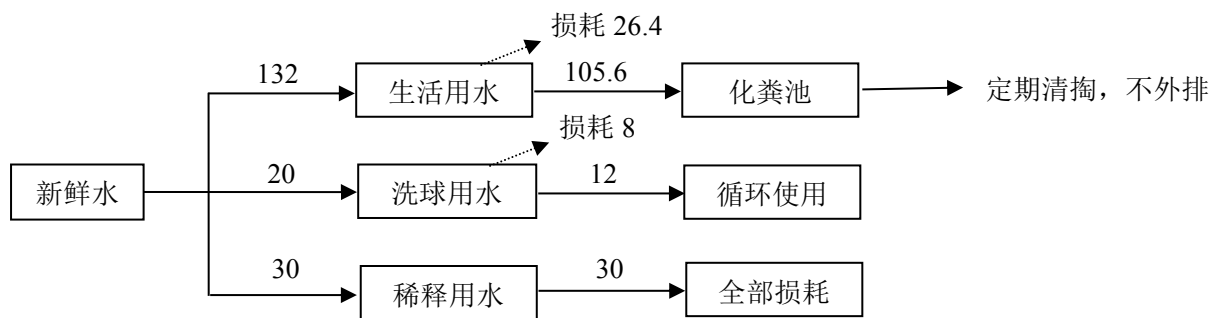 损耗 26.4
132
生活用水
105.6
化粪池
定期清掏，不外排
损耗 8
新鲜水
20
洗球用水
12
循环使用
30
稀释用水
30
全部损耗